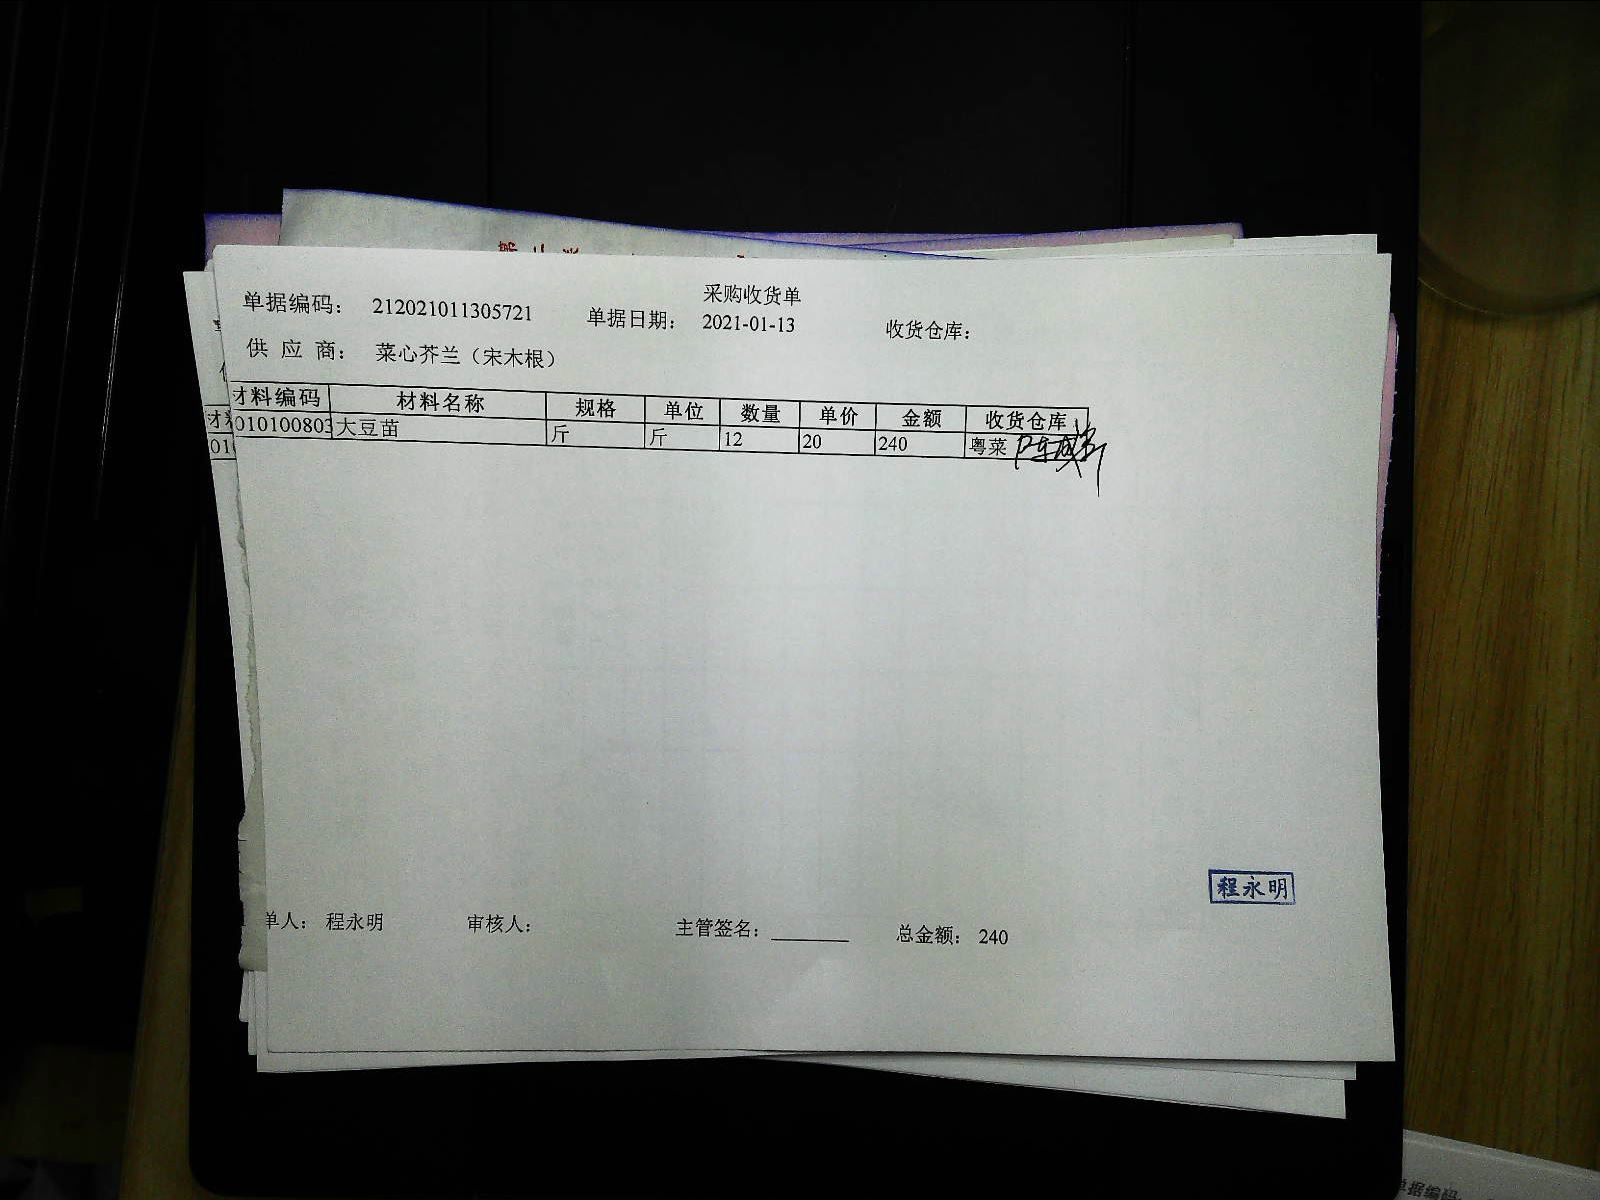 采购收货单
单据编码： 212021011305721 单据日期： 2021-01-13 收货仓库：
供 应 商： 菜心芥兰（宋木根）
材料编码 材料名称 规格 单位 数量 单价 金额 收货仓库
010100803 大豆苗 斤 斤 12 20 240 粤菜
程永明
单人： 程永明 审核人： 主管签名： 总金额： 240
单据编码